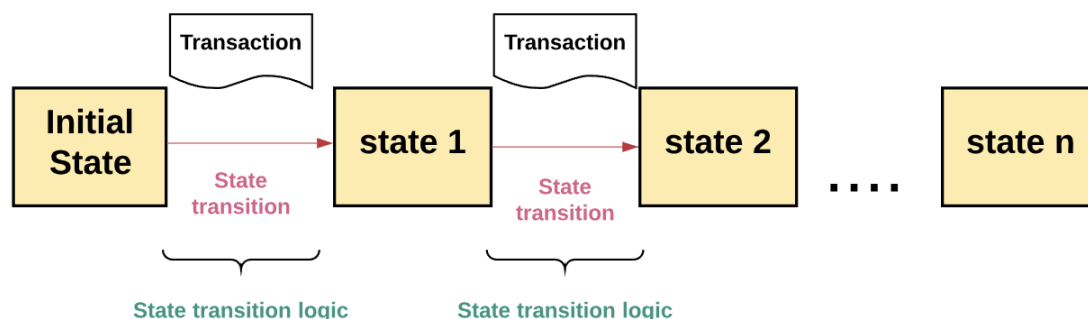 Transaction
Transaction
Initial
State
state 1
state 2
state n
State
transition
State
transition
....
State transition logic
State transition logic